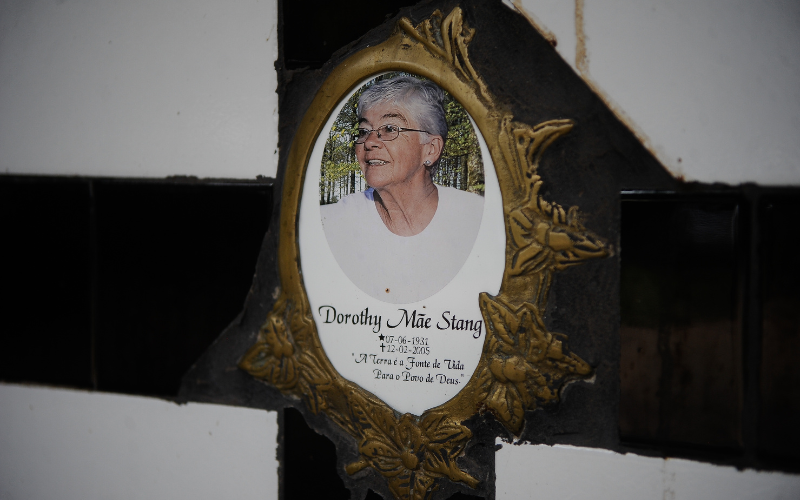 Dorothy Mãe Stang
★07-06-1931
✝12-02-2005
"A Terra é a Fonte de Vida
Para o Povo de Deus"